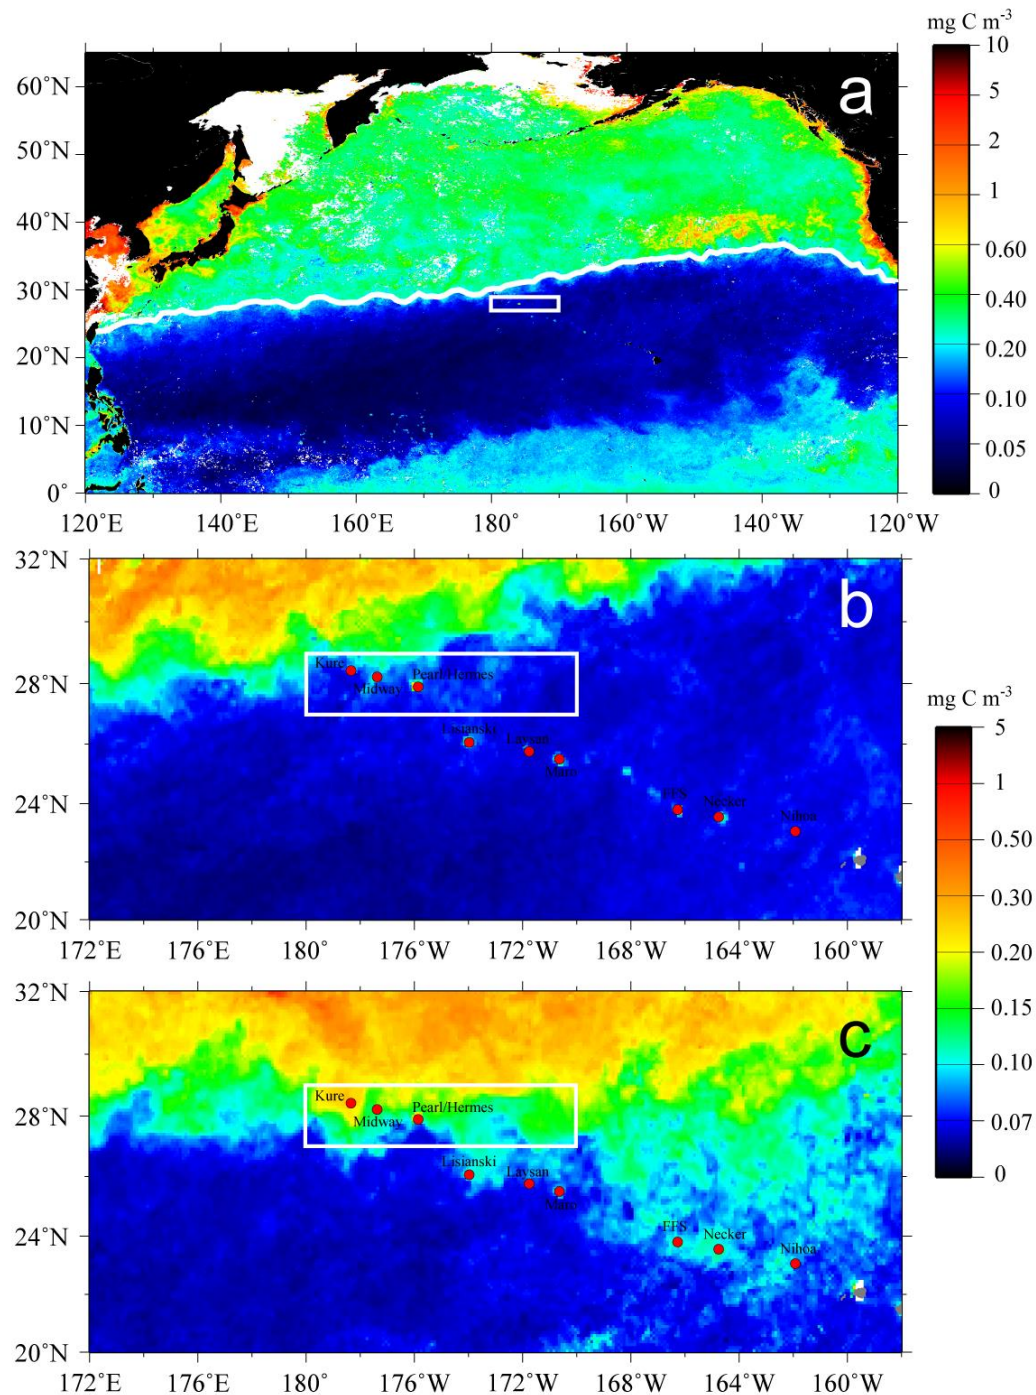 mg C m-3
a
60°N
50°N
40°N
30°N
20°N
10°N
0°
120°E 140°E 160°E 180° 160°W 140°W 120°W
10
5
2
1
0.60
0.40
0.20
0.10
0.05
0
b
32°N
28°N
24°N
20°N
Kure
Midway
Pearl/Hermes
Lisianski
Laysan
Maro
FFS
Necker
Nihoa
172°E 176°E 180° 176°W 172°W 168°W 164°W 160°W
mg C m-3
5
1
0.50
0.30
0.20
0.15
0.10
0.07
0
c
32°N
28°N
24°N
20°N
Kure
Midway
Pearl/Hermes
Lisianski
Laysan
Maro
FFS
Necker
Nihoa
172°E 176°E 180° 176°W 172°W 168°W 164°W 160°W